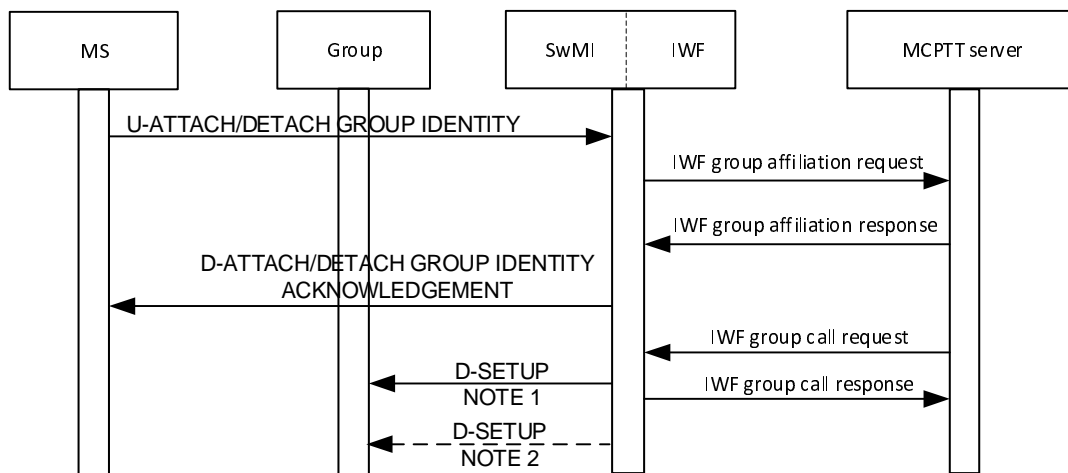 MS
Group
SwMI
IWF
MCPTT server
U-ATTACH/DETACH GROUP IDENTITY
IWF group affiliation request
IWF group affiliation response
D-ATTACH/DETACH GROUP IDENTITY
ACKNOWLEDGEMENT
IWF group call request
D-SETUP
NOTE 1
IWF group call response
D-SETUP
NOTE 2